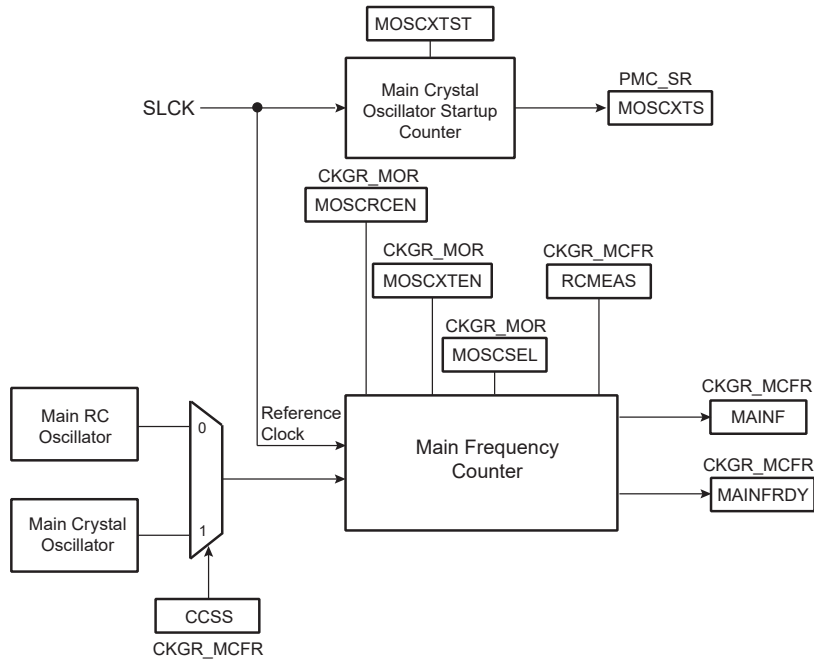 MOSCXTST
Main Crystal
Oscillator Startup
Counter
SLCK
PMC_SR
MOSCXTS
CKGR_MOR
MOSCRCEN
CKGR_MOR
MOSCXTEN
CKGR_MCFR
RCMEAS
CKGR_MOR
MOSCSEL
Main RC
Oscillator
0
Reference
Clock
Main Frequency
Counter
CKGR_MCFR
MAINF
CKGR_MCFR
MAINFRDY
Main Crystal
Oscillator
1
CCSS
CKGR_MCFR